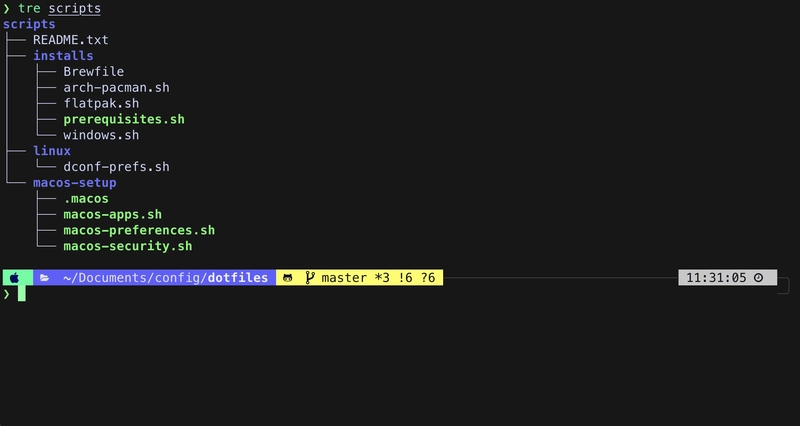 ❯ tre scripts
scripts
├── README.txt
├── installs
│   ├── Brewfile
│   ├── arch-pacman.sh
│   ├── flatpak.sh
│   ├── prerequisites.sh
│   └── windows.sh
├── linux
│   └── dconf-prefs.sh
└── macos-setup
    ├── .macos
    ├── macos-apps.sh
    ├── macos-preferences.sh
    └── macos-security.sh
~/Documents/config/dotfiles master *3 !6 ?6 11:31:05
❯